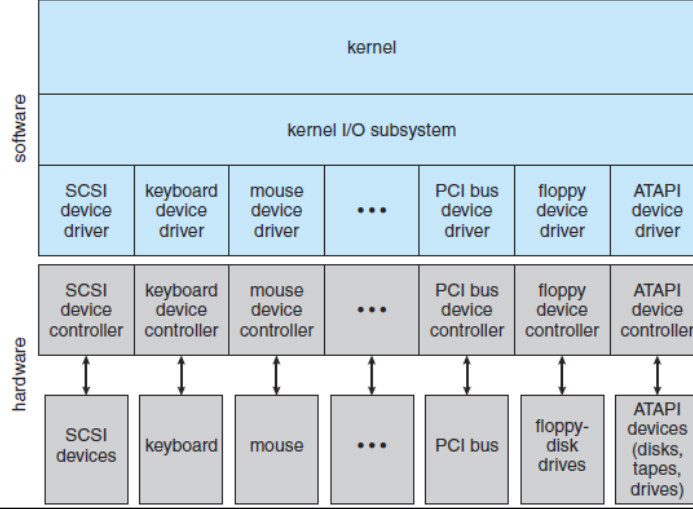 kernel
software
kernel I/O subsystem
SCSI
device
driver
keyboard
device
driver
mouse
device
driver
•••
PCI bus
device
driver
floppy
device
driver
ATAPI
device
driver
hardware
SCSI
device
controller
keyboard
device
controller
mouse
device
controller
•••
PCI bus
device
controller
floppy
device
controller
ATAPI
device
controller
SCSI
devices
keyboard
mouse
•••
PCI bus
floppy-
disk
drives
ATAPI
devices
(disks,
tapes,
drives)